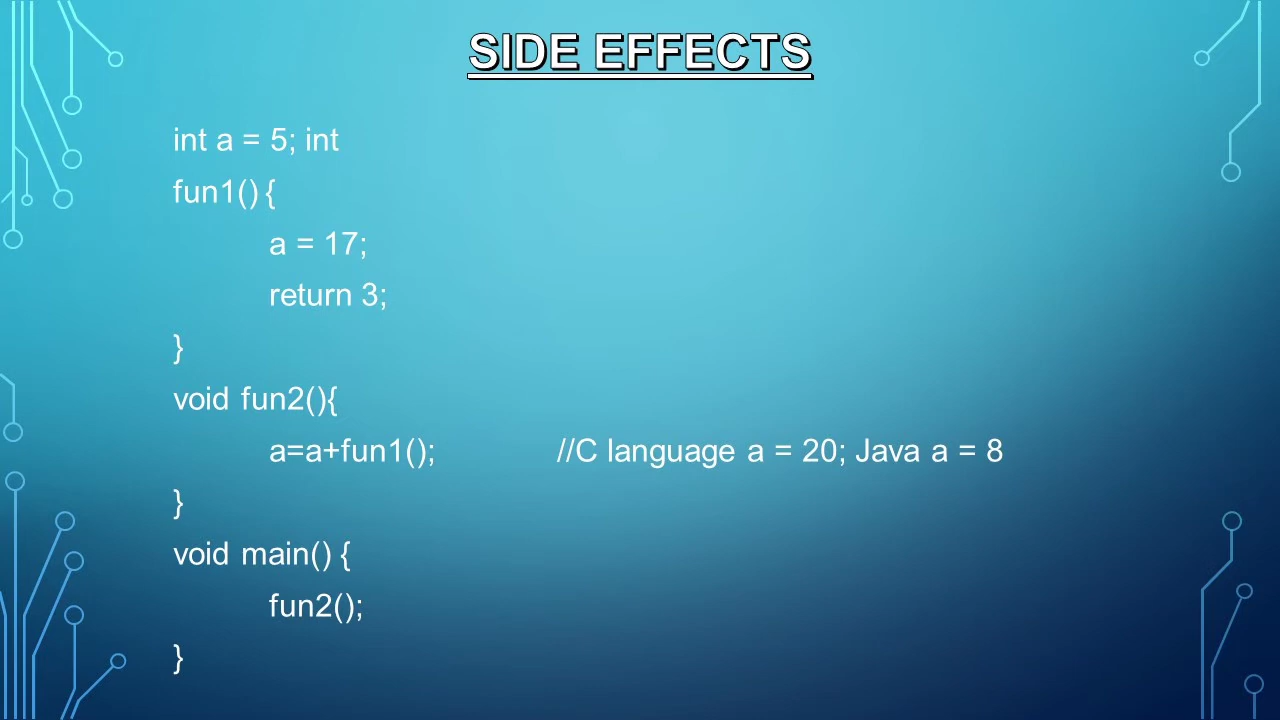 SIDE EFFECTS
int a = 5; int
fun1() {
a = 17;
return 3;
}
void fun2(){
a=a+fun1(); //C language a = 20; Java a = 8
}
void main() {
fun2();
}